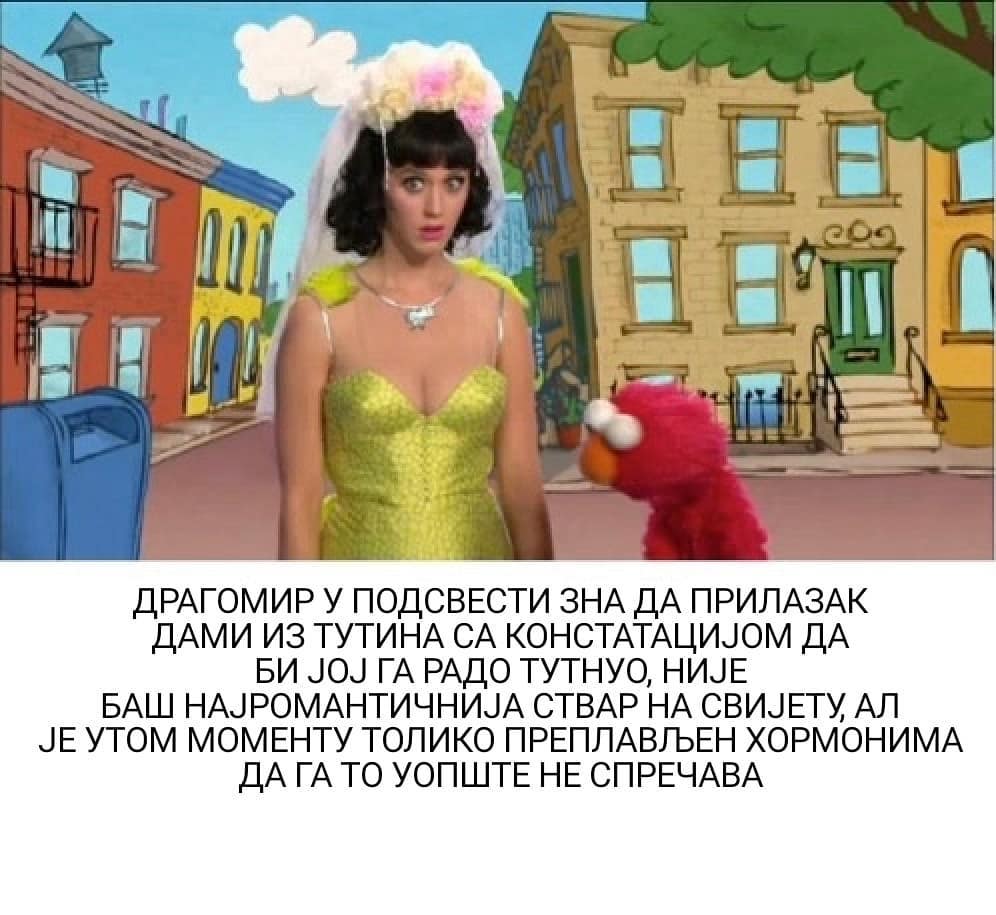 ДРАГОМИР У ПОДСВЕСТИ ЗНА ДА ПРИЛАЗАК
ДАМИ ИЗ ТУТИНА СА КОНСТАТАЦИЈОМ ДА
БИ ЈОЈ ГА РАДО ТУТНУО, НИЈЕ
БАШ НАЈРОМАНТИЧНИЈА СТВАР НА СВИЈЕТУ, АЛ
ЈЕ УТОМ МОМЕНТУ ТОЛИКО ПРЕПЛАВЉЕН ХОРМОНИМА
ДА ГА ТО УОПШТЕ НЕ СПРЕЧАВА